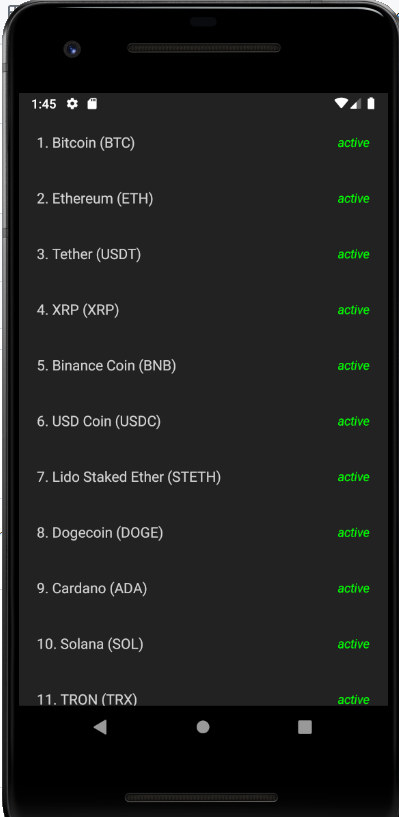 1:45
1. Bitcoin (BTC) active
2. Ethereum (ETH) active
3. Tether (USDT) active
4. XRP (XRP) active
5. Binance Coin (BNB) active
6. USD Coin (USDC) active
7. Lido Staked Ether (STETH) active
8. Dogecoin (DOGE) active
9. Cardano (ADA) active
10. Solana (SOL) active
11. TRON (TRX) active